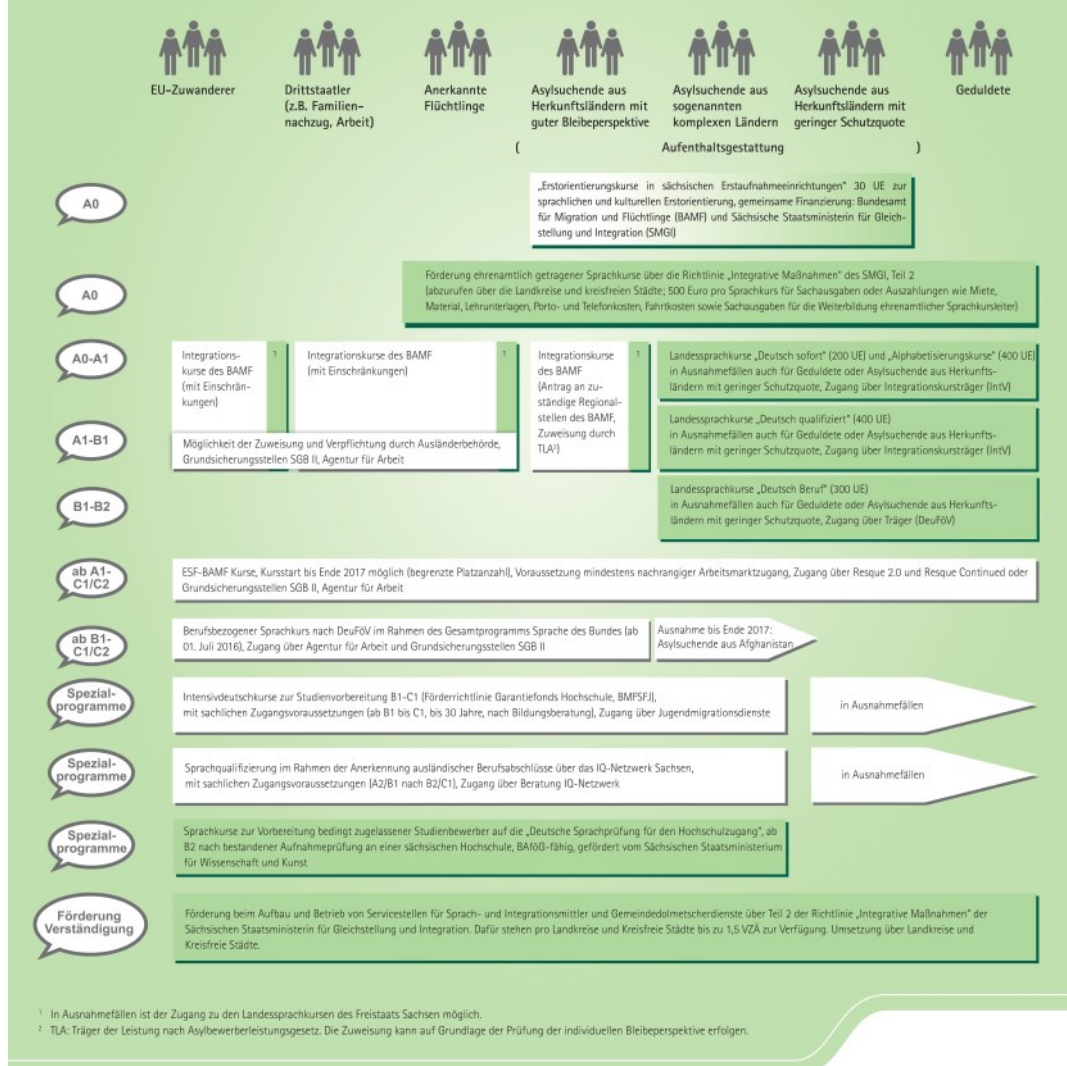 EU-Zuwanderer
Drittstaatler
(z.B. Familien-
nachzug, Arbeit)
Anerkannte
Flüchtlinge
Asylsuchende aus
Herkunftsländern mit
guter Bleibeperspektive
Asylsuchende aus
sogenannten
komplexen Ländern
Asylsuchende aus
Herkunftsländern mit
geringer Schutzquote
Geduldete
( Aufenthaltsgestattung )
A0
„Erstorientierungskurse in sächsischen Erstaufnahmeeinrichtungen" 30 UE zur
sprachlichen und kulturellen Erstorientierung, gemeinsame Finanzierung: Bundesamt
für Migration und Flüchtlinge (BAMF) und Sächsische Staatsministerin für Gleich-
stellung und Integration (SMGI)
A0
Förderung ehrenamtlich getragener Sprachkurse über die Richtlinie „Integrative Maßnahmen" des SMGI, Teil 2
(abzurufen über die Landkreise und kreisfreien Städte; 500 Euro pro Sprachkurs für Sachausgaben oder Auszahlungen wie Miete,
Material, Lehrunterlagen, Porto- und Telefonkosten, Fahrtkosten sowie Sachausgaben für die Weiterbildung ehrenamtlicher Sprachkursleiter)
A0-A1
Integrations-
kurse des BAMF
(mit Einschrän-
kungen)
1
Integrationskurse des BAMF
(mit Einschränkungen)
1
Integrationskurse
des BAMF
(Antrag an zu-
ständige Regional-
stellen des BAMF,
Zuweisung durch
TLA²)
1
Landessprachkurse „Deutsch sofort" (200 UE) und „Alphabetisierungskurse" (400 UE)
in Ausnahmefällen auch für Geduldete oder Asylsuchende aus Herkunfts-
ländern mit geringer Schutzquote, Zugang über Integrationskursträger (IntV)
A1-B1
Möglichkeit der Zuweisung und Verpflichtung durch Ausländerbehörde,
Grundsicherungsstellen SGB II, Agentur für Arbeit
Landessprachkurse „Deutsch qualifiziert" (400 UE)
in Ausnahmefällen auch für Geduldete oder Asylsuchende aus Herkunfts-
ländern mit geringer Schutzquote, Zugang über Integrationskursträger (IntV)
B1-B2
Landessprachkurse „Deutsch Beruf" (300 UE)
in Ausnahmefällen auch für Geduldete oder Asylsuchende aus Herkunfts-
ländern mit geringer Schutzquote, Zugang über Träger (DeuFöV)
ab A1-
C1/C2
ESF-BAMF Kurse, Kursstart bis Ende 2017 möglich (begrenzte Platzanzahl), Voraussetzung mindestens nachrangiger Arbeitsmarktzugang, Zugang über Resque 2.0 und Resque Continued oder
Grundsicherungsstellen SGB II, Agentur für Arbeit
ab B1-
C1/C2
Berufsbezogener Sprachkurs nach DeuFöV im Rahmen des Gesamtprogramms Sprache des Bundes (ab
01. Juli 2016), Zugang über Agentur für Arbeit und Grundsicherungsstellen SGB II
Ausnahme bis Ende 2017:
Asylsuchende aus Afghanistan
Spezial-
programme
Intensivdeutschkurse zur Studienvorbereitung B1-C1 (Förderrichtlinie Garantiefonds Hochschule, BMFSFJ),
mit sachlichen Zugangsvoraussetzungen (ab B1 bis C1, bis 30 Jahre, nach Bildungsberatung), Zugang über Jugendmigrationsdienste
in Ausnahmefällen
Spezial-
programme
Sprachqualifizierung im Rahmen der Anerkennung ausländischer Berufsabschlüsse über das IQ-Netzwerk Sachsen,
mit sachlichen Zugangsvoraussetzungen (A2/B1 nach B2/C1), Zugang über Beratung IQ-Netzwerk
in Ausnahmefällen
Spezial-
programme
Sprachkurse zur Vorbereitung bedingt zugelassener Studienbewerber auf die „Deutsche Sprachprüfung für den Hochschulzugang", ab
B2 nach bestandener Aufnahmeprüfung an einer sächsischen Hochschule, BAföG-fähig, gefördert vom Sächsischen Staatsministerium
für Wissenschaft und Kunst
Förderung
Verständigung
Förderung beim Aufbau und Betrieb von Servicestellen für Sprach- und Integrationsmittler und Gemeindedolmetscherdienste über Teil 2 der Richtlinie „Integrative Maßnahmen" der
Sächsischen Staatsministerin für Gleichstellung und Integration. Dafür stehen pro Landkreise und Kreisfreie Städte bis zu 1,5 VZÄ zur Verfügung. Umsetzung über Landkreise und
Kreisfreie Städte.
¹ In Ausnahmefällen ist der Zugang zu den Landessprachkursen des Freistaats Sachsen möglich.
² TLA: Träger der Leistung nach Asylbewerberleistungsgesetz. Die Zuweisung kann auf Grundlage der Prüfung der individuellen Bleibeperspektive erfolgen.